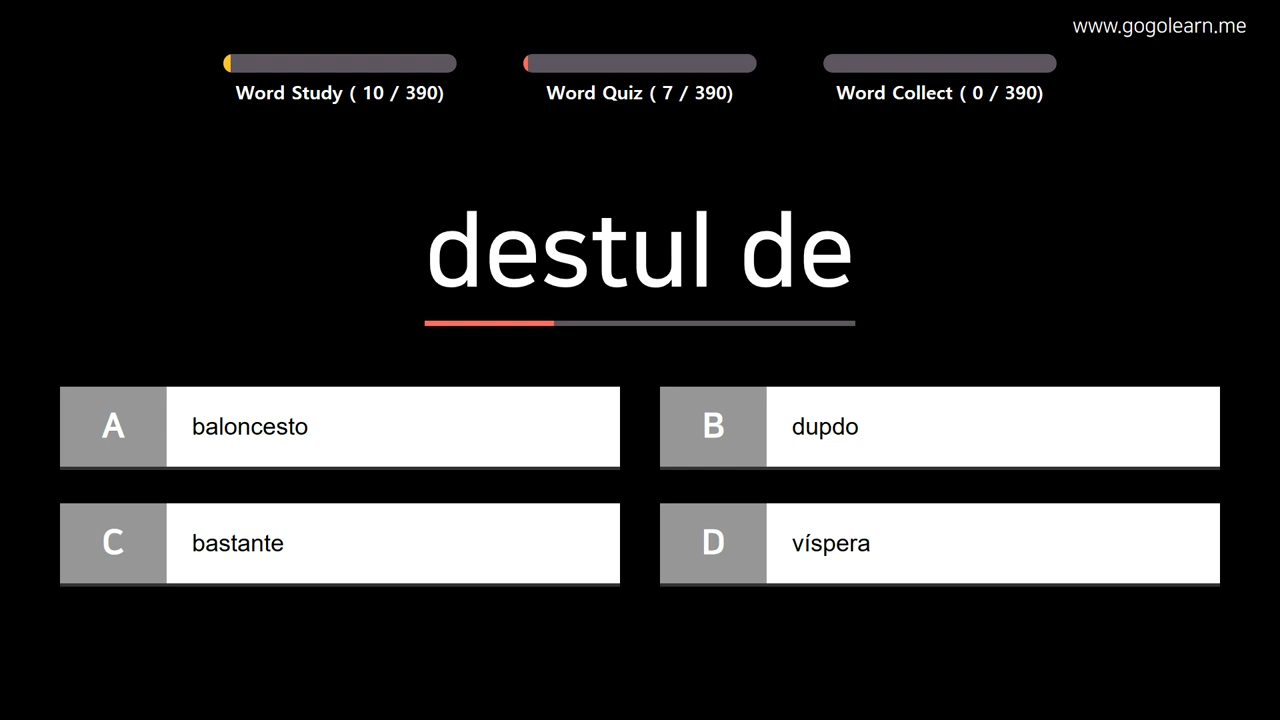 www.gogolearn.me
Word Study ( 10 / 390)
Word Quiz ( 7 / 390)
Word Collect ( 0 / 390)
destul de
A
baloncesto
B
dupdo
C
bastante
D
víspera